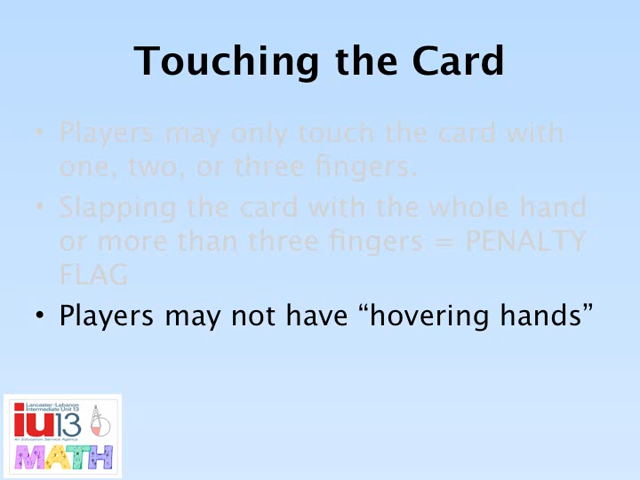 Touching the Card
• Players may only touch the card with
one, two, or three fingers.
• Slapping the card with the whole hand
or more than three fingers = PENALTY
FLAG
• Players may not have “hovering hands”
Lancaster-Lebanon
Intermediate Unit 13
iu13
An Education Service Agency
MATH